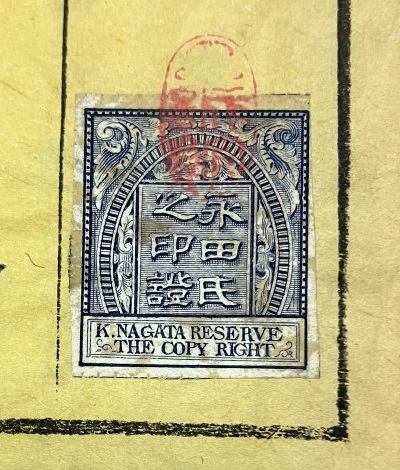 永田氏
之印證
K. NAGATA RESERVE
THE COPY RIGHT